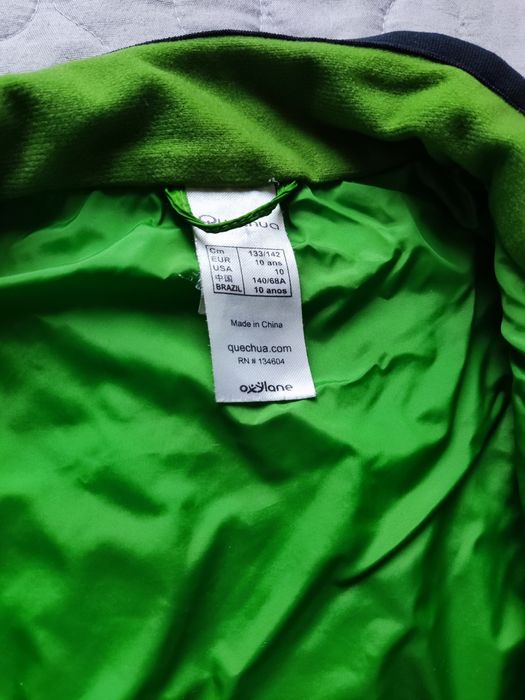 Quechua
Cm 133/142
EUR 10 ans
USA 10
中国 140/68A
BRAZIL 10 anos
Made in China
quechua.com
RN # 134604
oxylane